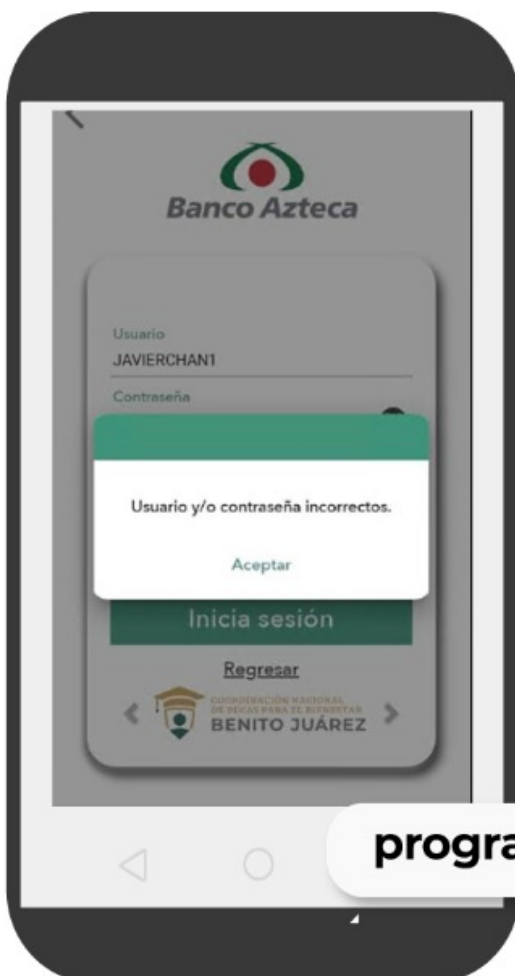 Banco Azteca
Usuario
JAVIERCHAN1
Contraseña
Usuario y/o contraseña incorrectos.
Aceptar
Inicia sesión
Regresar
COORDINACIÓN NACIONAL
DE BECAS PARA EL BIENESTAR
BENITO JUÁREZ
progra